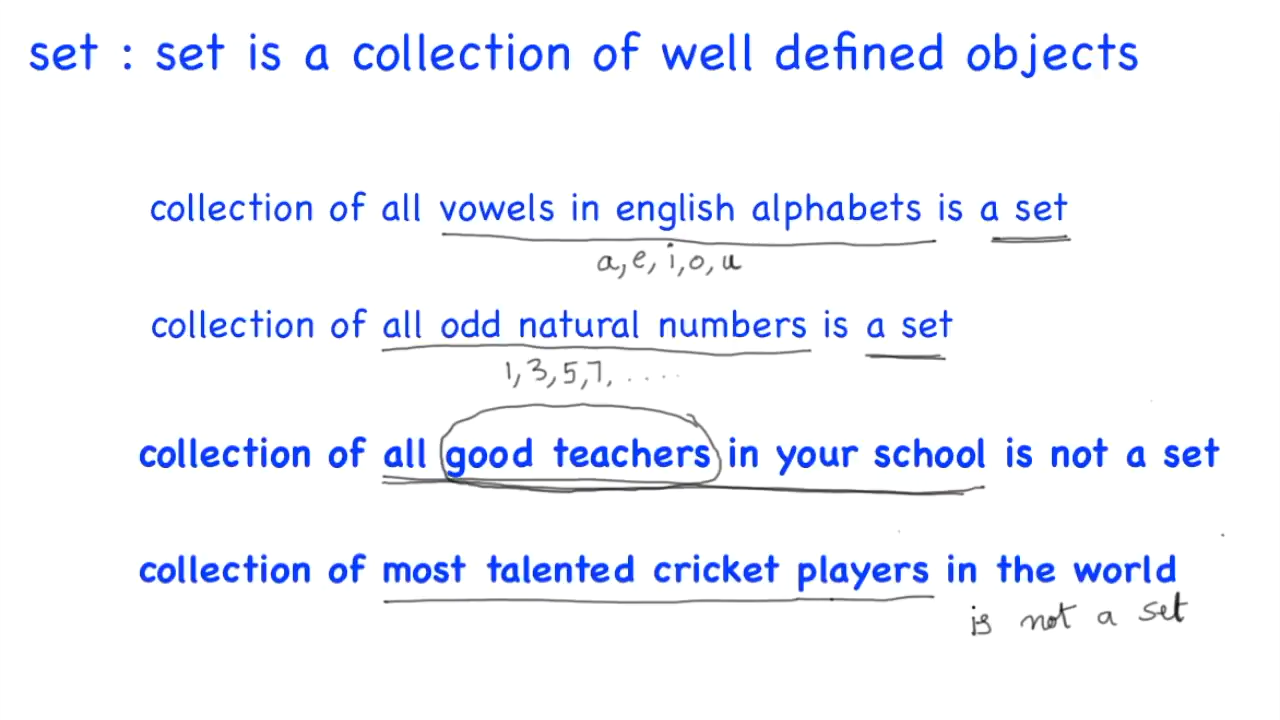 set : set is a collection of well defined objects
collection of all vowels in english alphabets is a set
a, e, i, o, u
collection of all odd natural numbers is a set
1, 3, 5, 7, .....
collection of all good teachers in your school is not a set
collection of most talented cricket players in the world
is not a set